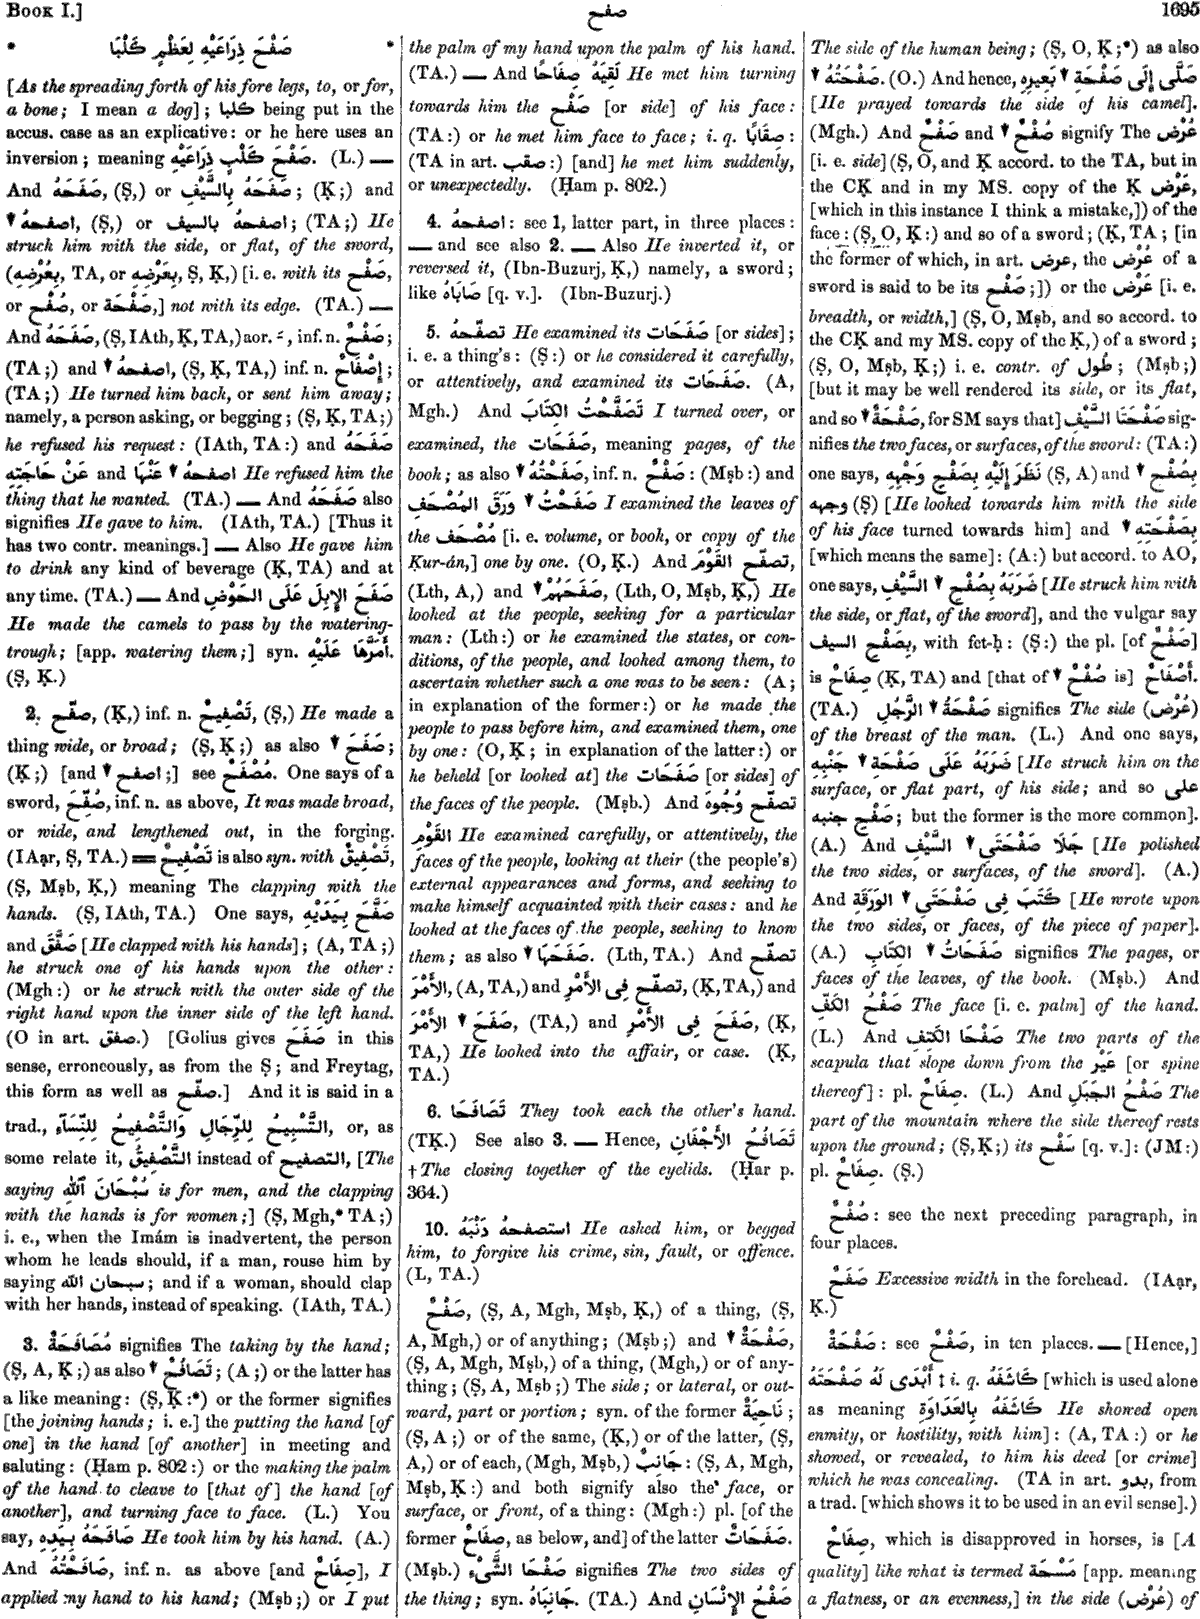 BOOK I.]
صفح
1695
* صَفْحَ ذِرَاعَيْهِ لِعَظْمٍ كَلْبَا *
[As the spreading forth of his fore legs, to, or for,
a bone; I mean a dog]; كلبا being put in the
accus. case as an explicative: or he here uses an
inversion; meaning صَفْحَ كَلْبٍ ذِرَاعَيْهِ. (L.) —
And صَفَحَهُ, (Ṣ,) or صَفَحَهُ بِالسَّيْفِ; (Ḳ;) and
▼ اصفحهُ, (Ṣ,) or اصفحهُ بالسيف; (TA;) He
struck him with the side, or flat, of the sword,
(بِعُرْضِهِ, TA, or بِعَرْضِهِ, Ṣ, Ḳ,) [i. e. with its صَفْح,
or صُفْح, or صَفْحَة,] not with its edge. (TA.) —
And صَفَحَهُ, (Ṣ, IAth, Ḳ, TA,) aor. ـَ, inf. n. صَفْحٌ;
(TA;) and ▼ اصفحهُ, (Ṣ, Ḳ, TA,) inf. n. إِصْفَاحٌ;
(TA;) He turned him back, or sent him away;
namely, a person asking, or begging; (Ṣ, Ḳ, TA;)
he refused his request: (IAth, TA:) and صَفَحَهُ
عَنْ حَاجَتِهِ and ▼ اصفحهُ عَنْهَا He refused him the
thing that he wanted. (TA.) — And صَفَحَهُ also
signifies He gave to him. (IAth, TA.) [Thus it
has two contr. meanings.] — Also He gave him
to drink any kind of beverage (Ḳ, TA) and at
any time. (TA.) — And صَفَحَ الإِبِلَ عَلَى الحَوْضِ
He made the camels to pass by the watering-
trough; [app. watering them;] syn. أَمَرَّهَا عَلَيْهِ.
(Ṣ, Ḳ.)
2. صفّح, (Ḳ,) inf. n. تَصْفِيحٌ, (Ṣ,) He made a
thing wide, or broad; (Ṣ, Ḳ;) as also ▼ صَفَحَ;
(Ḳ;) [and ▼ اصفح;] see مُصْفَحٌ. One says of a
sword, صُفِّحَ, inf. n. as above, It was made broad,
or wide, and lengthened out, in the forging.
(IAạr, Ṣ, TA.) = تَصْفِيحٌ is also syn. with تَصْفِيقٌ,
(Ṣ, Mṣb, Ḳ,) meaning The clapping with the
hands. (Ṣ, IAth, TA.) One says, صَفَّحَ بِيَدَيْهِ
and صَفَّقَ [He clapped with his hands]; (A, TA;)
he struck one of his hands upon the other:
(Mgh:) or he struck with the outer side of the
right hand upon the inner side of the left hand.
(O in art. صفق.) [Golius gives صَفَحَ in this
sense, erroneously, as from the Ṣ; and Freytag,
this form as well as صفّح.] And it is said in a
trad., التَّسْبِيحُ لِلرِّجَالِ وَالتَّصْفِيحُ لِلنِّسَآءِ, or, as
some relate it, التَّصْفِيقُ instead of التصفيح, [The
saying سُبْحَانَ ٱللّٰهِ is for men, and the clapping
with the hands is for women;] (Ṣ, Mgh,* TA;)
i. e., when the Imám is inadvertent, the person
whom he leads should, if a man, rouse him by
saying سبحان الله; and if a woman, should clap
with her hands, instead of speaking. (IAth, TA.)
3. مُصَافَحَةٌ signifies The taking by the hand;
(Ṣ, A, Ḳ;) as also ▼ تَصَافُحٌ; (A;) or the latter has
a like meaning: (Ṣ, Ḳ:*) or the former signifies
[the joining hands; i. e.] the putting the hand [of
one] in the hand [of another] in meeting and
saluting: (Ḥam p. 802:) or the making the palm
of the hand to cleave to [that of] the hand [of
another], and turning face to face. (L.) You
say, صَافَحَهُ بِيَدِهِ He took him by his hand. (A.)
And صَافَحْتُهُ, inf. n. as above [and صِفَاحٌ], I
applied my hand to his hand; (Mṣb;) or I put
the palm of my hand upon the palm of his hand.
(TA.) — And لَقِيَهُ صِفَاحًا He met him turning
towards him the صَفْح [or side] of his face:
(TA:) or he met him face to face; i. q. صِقَابًا:
(TA in art. صقب:) [and] he met him suddenly,
or unexpectedly. (Ḥam p. 802.)
4. اصفحهُ: see 1, latter part, in three places:
— and see also 2. — Also He inverted it, or
reversed it, (Ibn-Buzurj, Ḳ,) namely, a sword;
like صَابَاهُ [q. v.]. (Ibn-Buzurj.)
5. تصفّحهُ He examined its صَفَحَات [or sides];
i. e. a thing's: (Ṣ:) or he considered it carefully,
or attentively, and examined its صَفَحَات. (A,
Mgh.) And تَصَفَّحْتُ الكِتَابَ I turned over, or
examined, the صَفَحَات, meaning pages, of the
book; as also ▼ صَفَحْتُهُ, inf. n. صَفْحٌ: (Mṣb:) and
صَفَحْتُ ▼ وَرَقَ المُصْحَفِ I examined the leaves of
the مُصْحَف [i. e. volume, or book, or copy of the
Ḳur-án,] one by one. (O, Ḳ.) And تصفّح القَوْمَ,
(Lth, A,) and ▼ صَفَحَهُمْ, (Lth, O, Mṣb, Ḳ,) He
looked at the people, seeking for a particular
man: (Lth:) or he examined the states, or con-
ditions, of the people, and looked among them, to
ascertain whether such a one was to be seen: (A;
in explanation of the former:) or he made the
people to pass before him, and examined them, one
by one: (O, Ḳ; in explanation of the latter:) or
he beheld [or looked at] the صَفَحَات [or sides] of
the faces of the people. (Mṣb.) And تصفّح وُجُوهَ
القَوْمِ He examined carefully, or attentively, the
faces of the people, looking at their (the people's)
external appearances and forms, and seeking to
make himself acquainted with their cases: and he
looked at the faces of the people, seeking to know
them; as also ▼ صَفَحَهَا. (Lth, TA.) And تصفّح
الأَمْرَ, (A, TA,) and تصفّح فِى الأَمْرِ, (Ḳ, TA,) and
▼ صَفَحَ الأَمْرَ, (TA,) and صَفَحَ فِى الأَمْرِ, (Ḳ,
TA,) He looked into the affair, or case. (Ḳ,
TA.)
6. تَصَافَحَا They took each the other's hand.
(TḲ.) See also 3. — Hence, تَصَافُحُ الأَجْفَانِ
† The closing together of the eyelids. (Ḥar p.
364.)
10. استصفحهُ ذَنْبَهُ He asked him, or begged
him, to forgive his crime, sin, fault, or offence.
(L, TA.)
صَفْحٌ, (Ṣ, A, Mgh, Mṣb, Ḳ,) of a thing, (Ṣ,
A, Mgh,) or of anything; (Mṣb;) and ▼ صَفْحَةٌ,
(Ṣ, A, Mgh, Mṣb,) of a thing, (Mgh,) or of any-
thing; (Ṣ, A, Mṣb;) The side; or lateral, or out-
ward, part or portion; syn. of the former نَاحِيَةٌ;
(Ṣ, A;) or of the same, (Ḳ,) or of the latter, (Ṣ,
A,) or of each, (Mgh, Mṣb,) جَانِبٌ: (Ṣ, A, Mgh,
Mṣb, Ḳ:) and both signify also the face, or
surface, or front, of a thing: (Mgh:) pl. [of the
former صِفَاحٌ, as below, and] of the latter صَفَحَاتٌ.
(Mṣb.) صَفْحَا الشَّىْءِ signifies The two sides of
the thing; syn. جَانِبَاهُ. (TA.) And صَفْحُ الإِنْسَانِ
The side of the human being; (Ṣ, O, Ḳ;*) as also
▼ صَفْحَتُهُ. (O.) And hence, صَلَّى إِلَى صَفْحَةِ ▼ بَعِيرِهِ
[He prayed towards the side of his camel].
(Mgh.) And صَفْحٌ and ▼ صُفْحٌ signify The عُرْض
[i. e. side] (Ṣ, O, and Ḳ accord. to the TA, but in
the CḲ and in my MS. copy of the Ḳ عَرْض,
[which in this instance I think a mistake,]) of the
face: (Ṣ, O, Ḳ:) and so of a sword; (Ḳ, TA; [in
the former of which, in art. عرض, the عُرْض of a
sword is said to be its صَفْح;]) or the عَرْض [i. e.
breadth, or width,] (Ṣ, O, Mṣb, and so accord. to
the CḲ and my MS. copy of the Ḳ,) of a sword;
(Ṣ, O, Mṣb, Ḳ;) i. e. contr. of طُول; (Mṣb;)
[but it may be well rendered its side, or its flat,
and so ▼ صَفْحَةٌ, for SM says that] صَفْحَتَا السَّيْفِ sig-
nifies the two faces, or surfaces, of the sword: (TA:)
one says, نَظَرَ إِلَيْهِ بِصَفْحِ وَجْهِهِ (Ṣ, A) and ▼ بِصُفْحِ
وجهه (Ṣ) [He looked towards him with the side
of his face turned towards him] and ▼ بِصَفْحَتِهِ
[which means the same]: (A:) but accord. to AO,
one says, ضَرَبَهُ بِصُفْحِ ▼ السَّيْفِ [He struck him with
the side, or flat, of the sword], and the vulgar say
بِصَفْحِ السيف, with fet-ḥ: (Ṣ:) the pl. [of صَفْحٌ]
is صِفَاحٌ (Ḳ, TA) and [that of ▼ صُفْحٌ is] أَصْفَاحٌ.
(TA.) صَفْحَةُ ▼ الرَّجُلِ signifies The side (عُرْض)
of the breast of the man. (L.) And one says,
ضَرَبَهُ عَلَى صَفْحَةِ ▼ جَنْبِهِ [He struck him on the
surface, or flat part, of his side; and so على
صَفْحِ جنبه; but the former is the more common].
(A.) And جَلَا صَفْحَتَىِ ▼ السَّيْفِ [He polished
the two sides, or surfaces, of the sword]. (A.)
And كَتَبَ فِى صَفْحَتَىِ ▼ الوَرَقَةِ [He wrote upon
the two sides, or faces, of the piece of paper].
(A.) صَفَحَاتُ ▼ الكِتَابِ signifies The pages, or
faces of the leaves, of the book. (Mṣb.) And
صَفْحُ الكَفِّ The face [i. e. palm] of the hand.
(L.) And صَفْحَا الكَتِفِ The two parts of the
scapula that slope down from the عَيْر [or spine
thereof]: pl. صِفَاحٌ. (L.) And صَفْحُ الجَبَلِ The
part of the mountain where the side thereof rests
upon the ground; (Ṣ, Ḳ;) its سَفْح [q. v.]: (JM:)
pl. صِفَاحٌ. (Ṣ.)
صُفْحٌ: see the next preceding paragraph, in
four places.
صَفَحٌ Excessive width in the forehead. (IAạr,
Ḳ.)
صَفْحَةٌ: see صَفْحٌ, in ten places. — [Hence,]
أَبْدَى لَهُ صَفْحَتَهُ ‡ i. q. كَاشَفَهُ [which is used alone
as meaning كَاشَفَهُ بِالعَدَاوَةِ He showed open
enmity, or hostility, with him]: (A, TA:) or he
showed, or revealed, to him his deed [or crime]
which he was concealing. (TA in art. بدو, from
a trad. [which shows it to be used in an evil sense].)
صِفَاحٌ, which is disapproved in horses, is [A
quality] like what is termed مَسْحَة [app. meaning
a flatness, or an evenness,] in the side (عُرْض) of